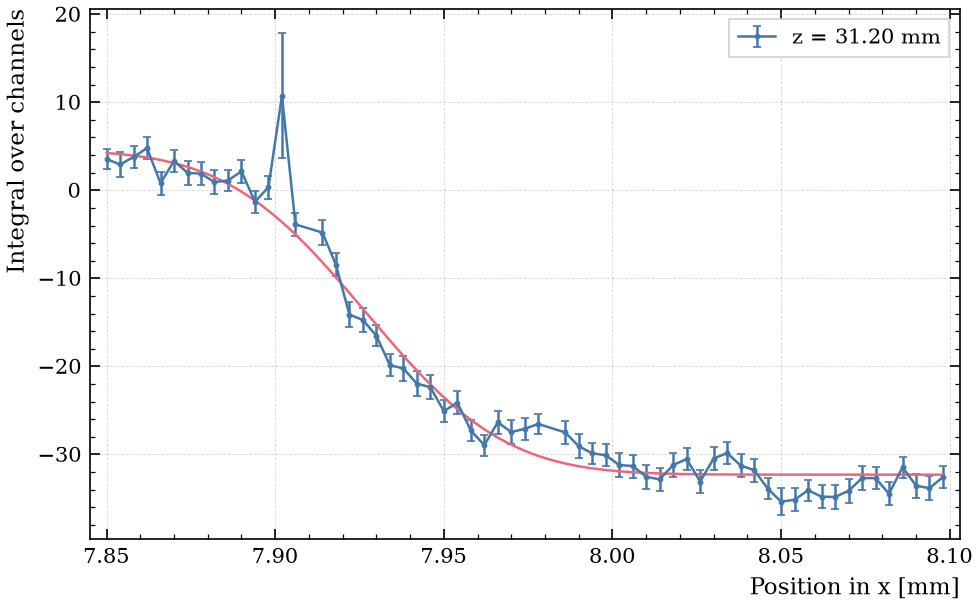 Integral over channels
20
10
0
−10
−20
−30
z = 31.20 mm
7.85 7.90 7.95 8.00 8.05 8.10
Position in x [mm]